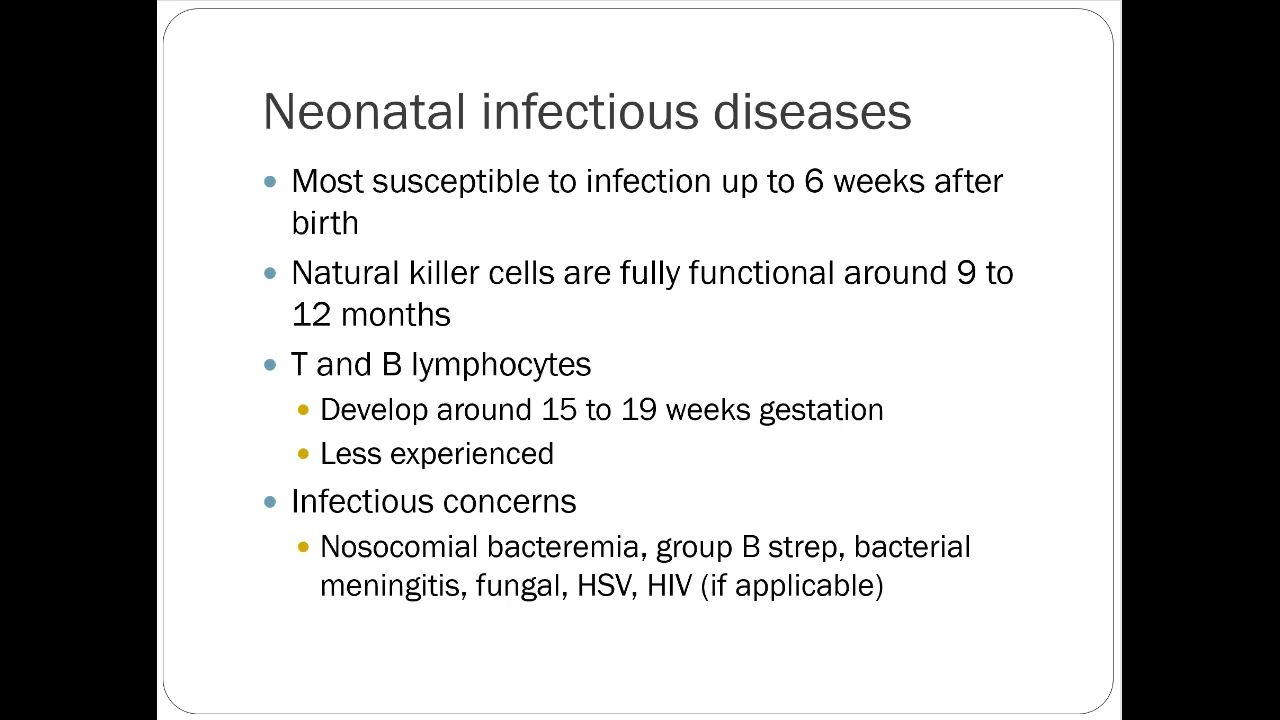 Neonatal infectious diseases
• Most susceptible to infection up to 6 weeks after
birth
• Natural killer cells are fully functional around 9 to
12 months
• T and B lymphocytes
• Develop around 15 to 19 weeks gestation
• Less experienced
• Infectious concerns
• Nosocomial bacteremia, group B strep, bacterial
meningitis, fungal, HSV, HIV (if applicable)